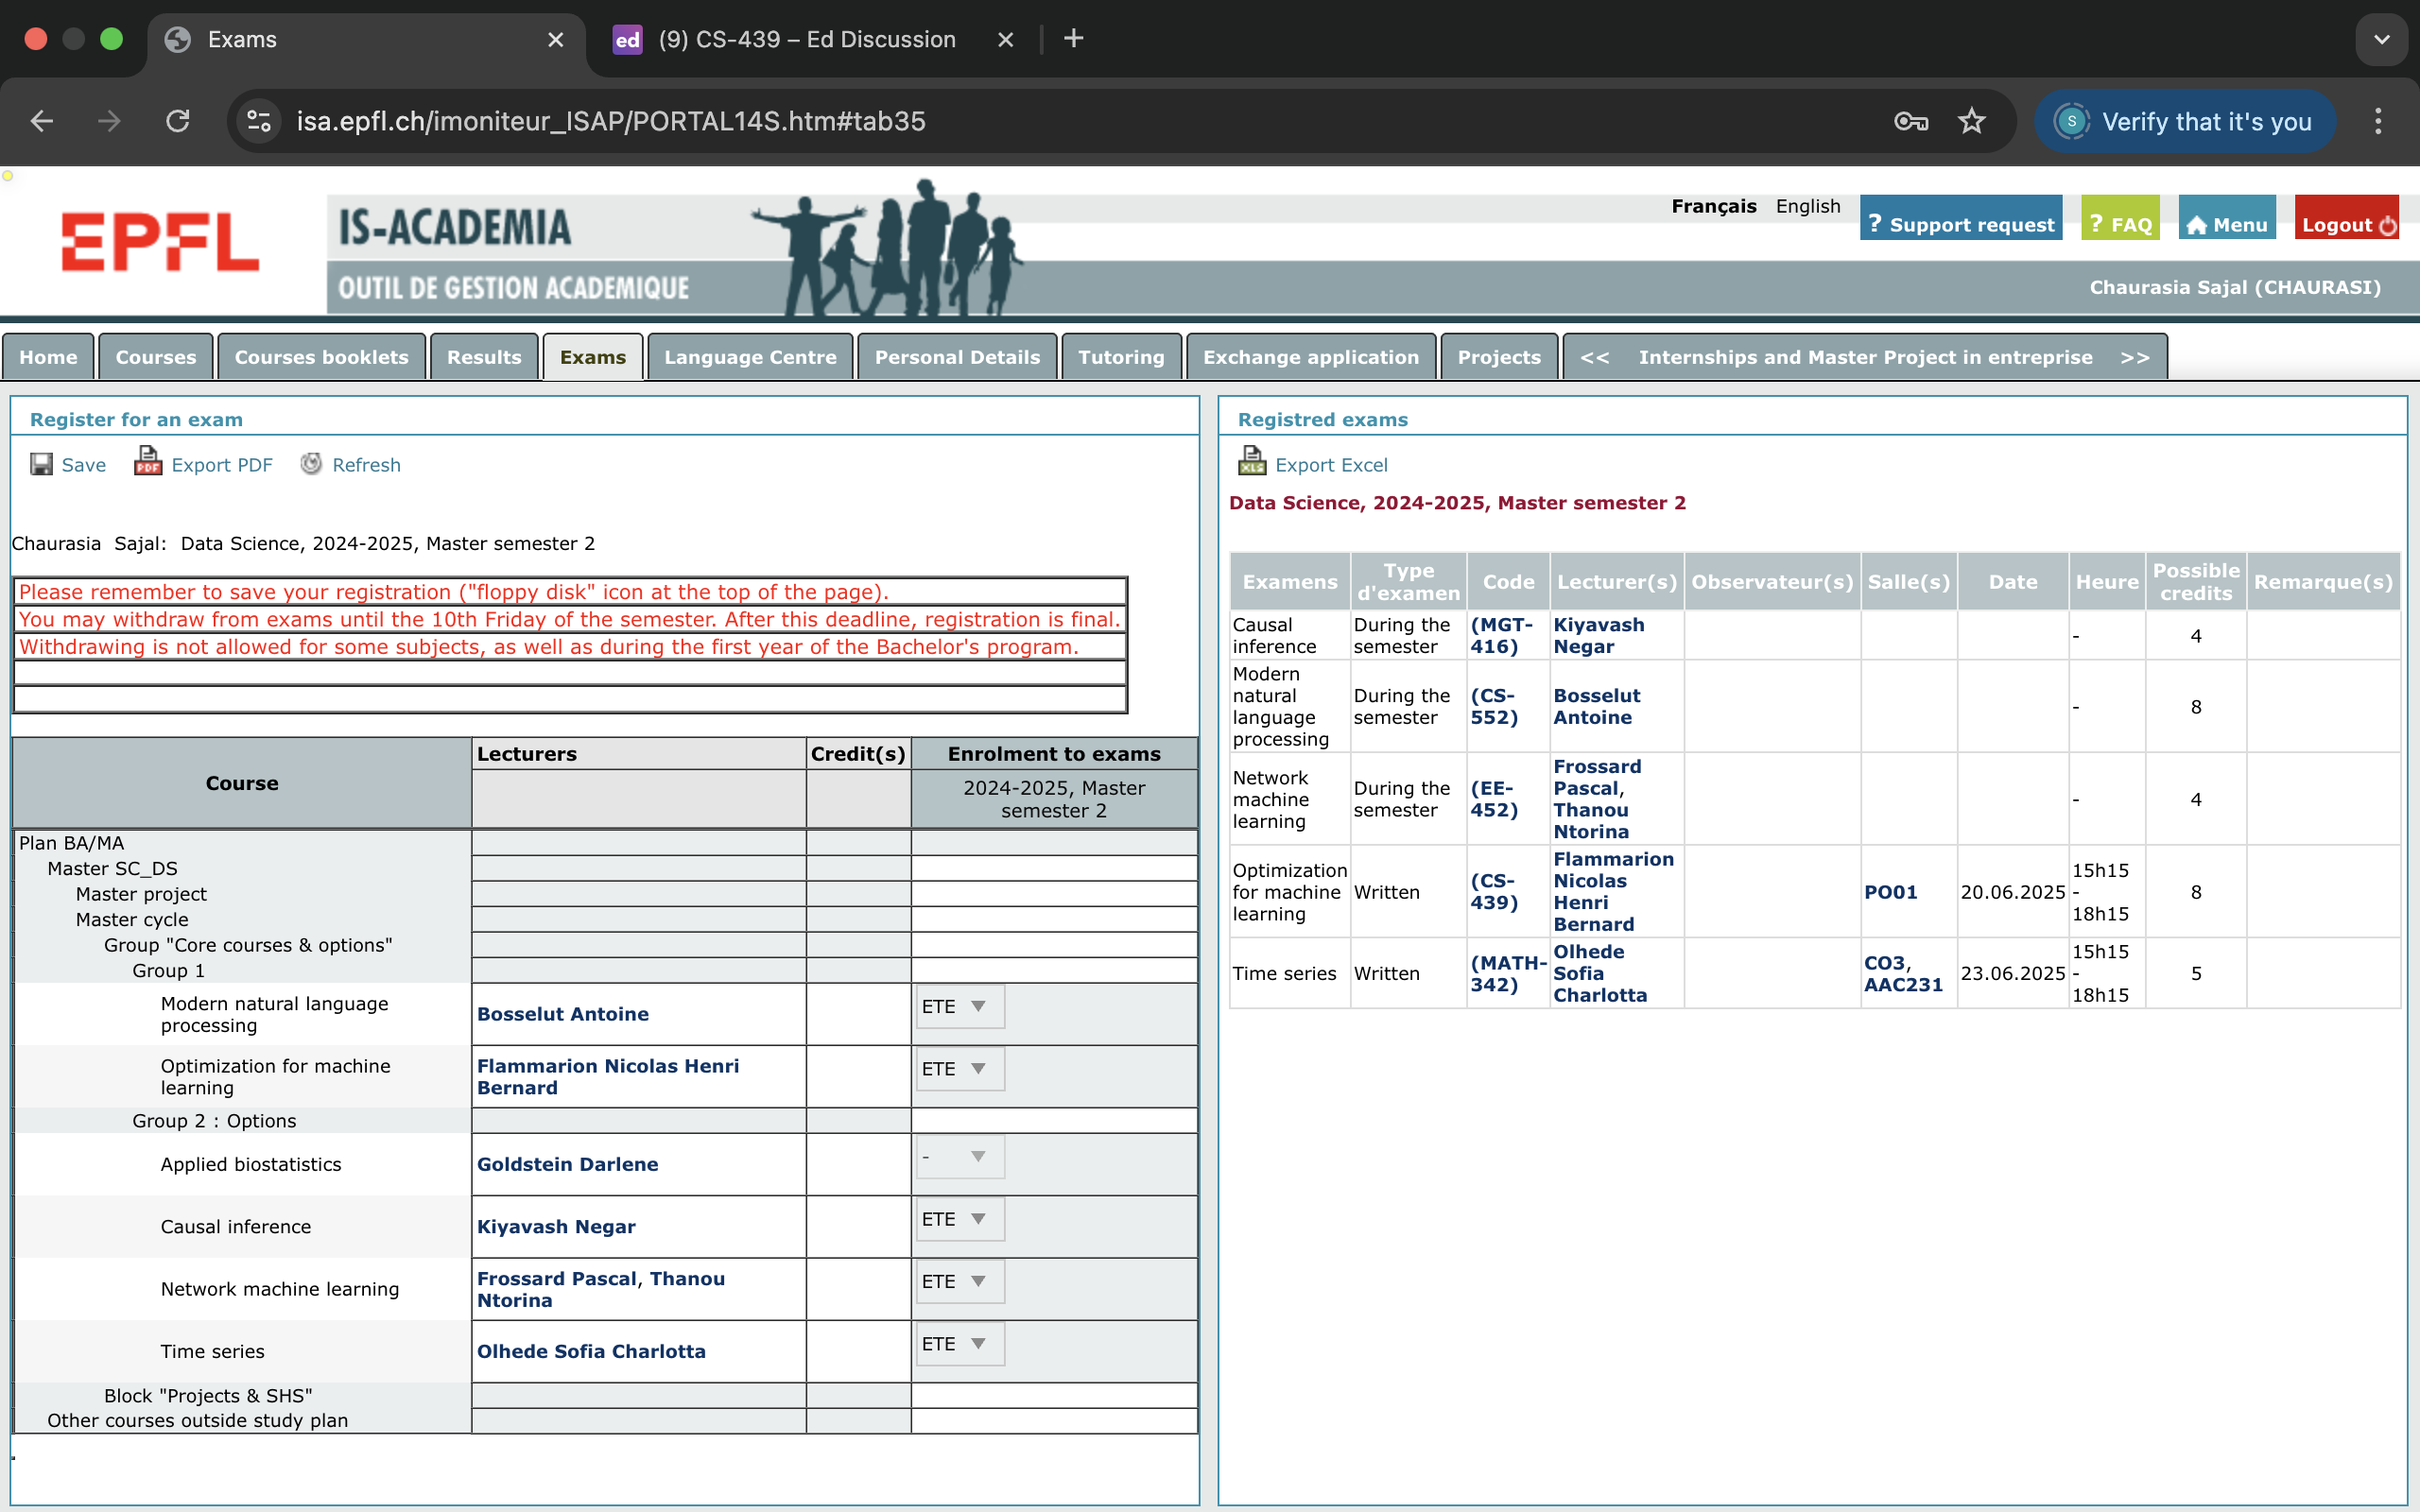 Exams
ed (9) CS-439 – Ed Discussion
isa.epfl.ch/imoniteur_ISAP/PORTAL14S.htm#tab35
S Verify that it's you
EPFL
IS-ACADEMIA
OUTIL DE GESTION ACADEMIQUE
Français English ? Support request ? FAQ Menu Logout
Chaurasia Sajal (CHAURASI)
Home Courses Courses booklets Results Exams Language Centre Personal Details Tutoring Exchange application Projects << Internships and Master Project in entreprise >>
Register for an exam
Save PDF Export PDF Refresh
Chaurasia Sajal: Data Science, 2024-2025, Master semester 2
Please remember to save your registration ("floppy disk" icon at the top of the page).
You may withdraw from exams until the 10th Friday of the semester. After this deadline, registration is final.
Withdrawing is not allowed for some subjects, as well as during the first year of the Bachelor's program.
Course Lecturers Credit(s) Enrolment to exams
2024-2025, Master
semester 2
Plan BA/MA
Master SC_DS
Master project
Master cycle
Group "Core courses & options"
Group 1
Modern natural language
processing
Bosselut Antoine
ETE
Optimization for machine
learning
Flammarion Nicolas Henri
Bernard
ETE
Group 2 : Options
Applied biostatistics
Goldstein Darlene
-
Causal inference
Kiyavash Negar
ETE
Network machine learning
Frossard Pascal, Thanou
Ntorina
ETE
Time series
Olhede Sofia Charlotta
ETE
Block "Projects & SHS"
Other courses outside study plan
.
Registred exams
XLS Export Excel
Data Science, 2024-2025, Master semester 2
Examens
Type
d'examen
Code
Lecturer(s)
Observateur(s)
Salle(s)
Date
Heure
Possible
credits
Remarque(s)
Causal
inference
During the
semester
(MGT-
416)
Kiyavash
Negar
-
4
Modern
natural
language
processing
During the
semester
(CS-
552)
Bosselut
Antoine
-
8
Network
machine
learning
During the
semester
(EE-
452)
Frossard
Pascal,
Thanou
Ntorina
-
4
Optimization
for machine
learning
Written
(CS-
439)
Flammarion
Nicolas
Henri
Bernard
PO01
20.06.2025
15h15
-
18h15
8
Time series
Written
(MATH-
342)
Olhede
Sofia
Charlotta
CO3,
AAC231
23.06.2025
15h15
-
18h15
5